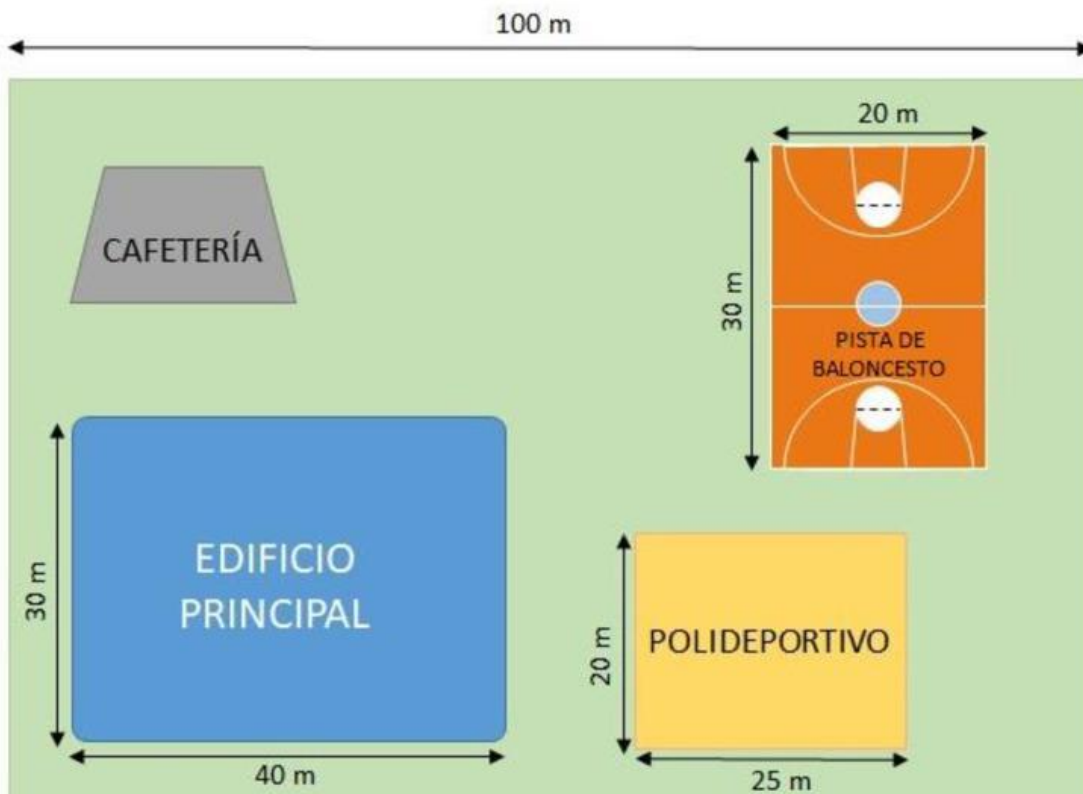 100 m
20 m
CAFETERÍA
30 m
PISTA DE
BALONCESTO
30 m
EDIFICIO
PRINCIPAL
20 m
POLIDEPORTIVO
40 m
25 m